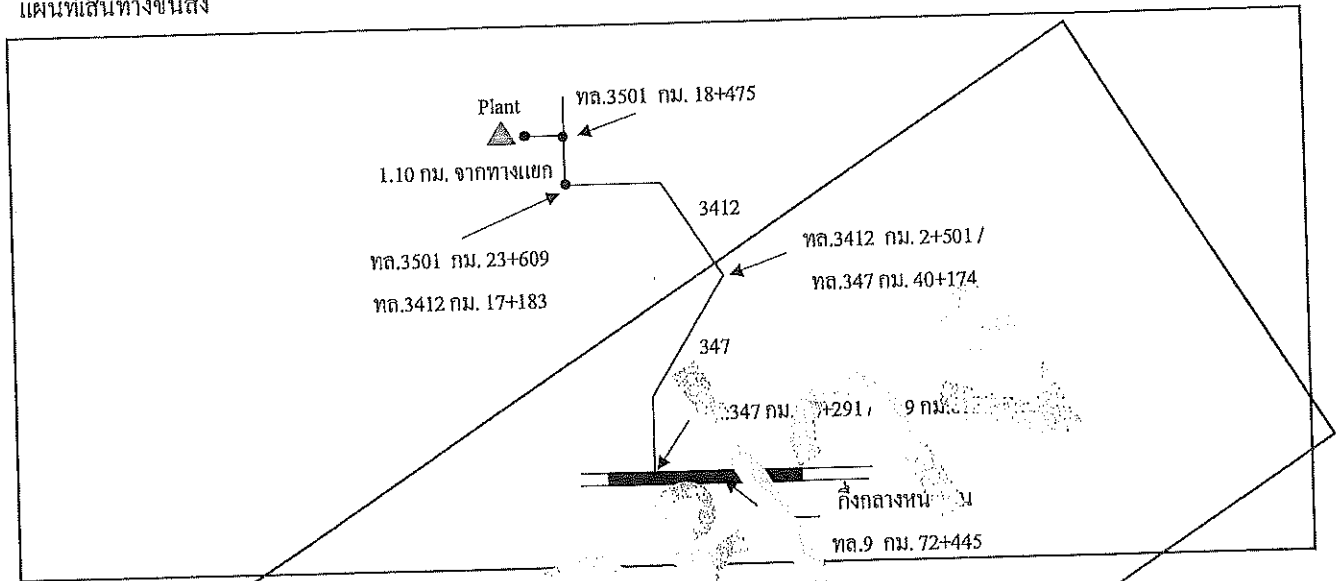 แผนที่เส้นทางขนส่ง
Plant
ทล.3501 กม. 18+475
1.10 กม. จากทางแยก
3412
ทล.3501 กม. 23+609
ทล.3412 กม. 17+183
ทล.3412 กม. 2+501 /
ทล.347 กม. 40+174
347
347 กม. +291 / 9 กม.
กึ่งกลางหน
ทล.9 กม. 72+445